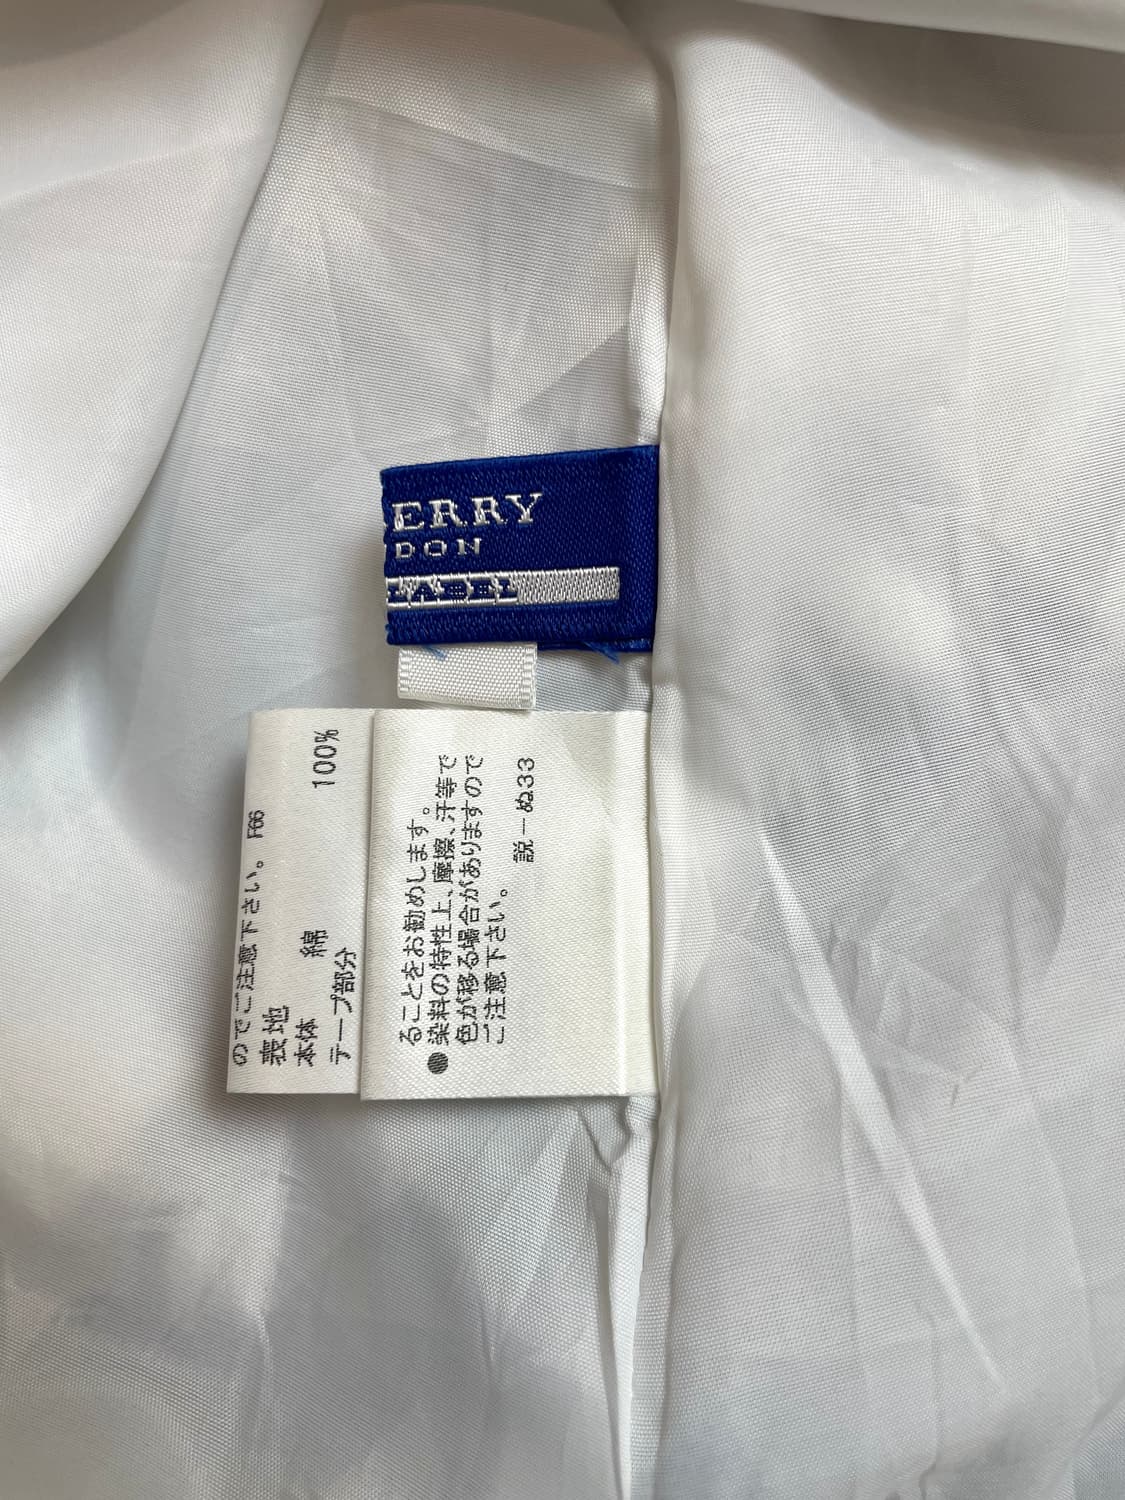 ERRY
DON
LABEL
のでご注意下さい。 F66
表地
本体 綿 100%
テープ部分
ることをお勧めします。
●染料の特性上、摩擦、汗等で
色が移る場合がありますので
ご注意下さい。
説－ぬ33